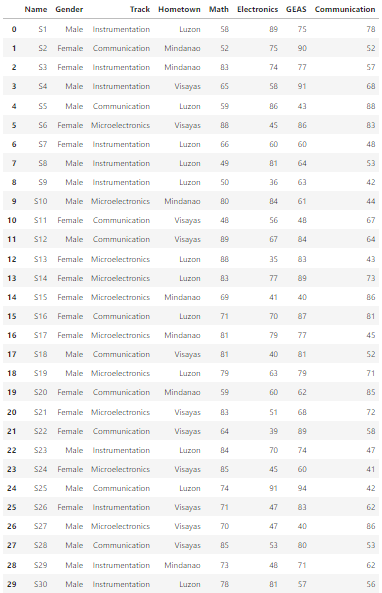 Name Gender Track Hometown Math Electronics GEAS Communication
0 S1 Male Instrumentation Luzon 58 89 75 78
1 S2 Female Communication Mindanao 52 75 90 52
2 S3 Female Instrumentation Mindanao 83 74 77 57
3 S4 Male Instrumentation Visayas 65 58 91 68
4 S5 Male Communication Luzon 59 86 43 88
5 S6 Female Microelectronics Visayas 88 45 86 83
6 S7 Female Instrumentation Luzon 66 60 60 48
7 S8 Male Instrumentation Luzon 49 81 64 53
8 S9 Male Instrumentation Luzon 50 36 63 42
9 S10 Male Microelectronics Mindanao 80 84 61 44
10 S11 Female Communication Visayas 48 56 48 67
11 S12 Male Communication Visayas 89 67 84 64
12 S13 Female Microelectronics Luzon 88 35 83 43
13 S14 Female Microelectronics Luzon 83 77 89 73
14 S15 Female Microelectronics Mindanao 69 41 40 86
15 S16 Female Communication Luzon 71 70 87 81
16 S17 Female Microelectronics Mindanao 81 79 77 45
17 S18 Male Communication Visayas 81 40 81 52
18 S19 Male Microelectronics Luzon 79 63 79 71
19 S20 Female Communication Mindanao 59 60 62 85
20 S21 Female Microelectronics Visayas 83 51 68 72
21 S22 Female Communication Visayas 64 39 89 58
22 S23 Male Instrumentation Luzon 84 70 74 47
23 S24 Female Microelectronics Visayas 85 45 60 41
24 S25 Male Communication Luzon 74 91 94 42
25 S26 Female Instrumentation Visayas 71 47 83 62
26 S27 Male Microelectronics Visayas 70 47 40 86
27 S28 Male Communication Visayas 85 53 80 53
28 S29 Male Instrumentation Mindanao 73 48 71 62
29 S30 Male Instrumentation Luzon 78 81 57 56